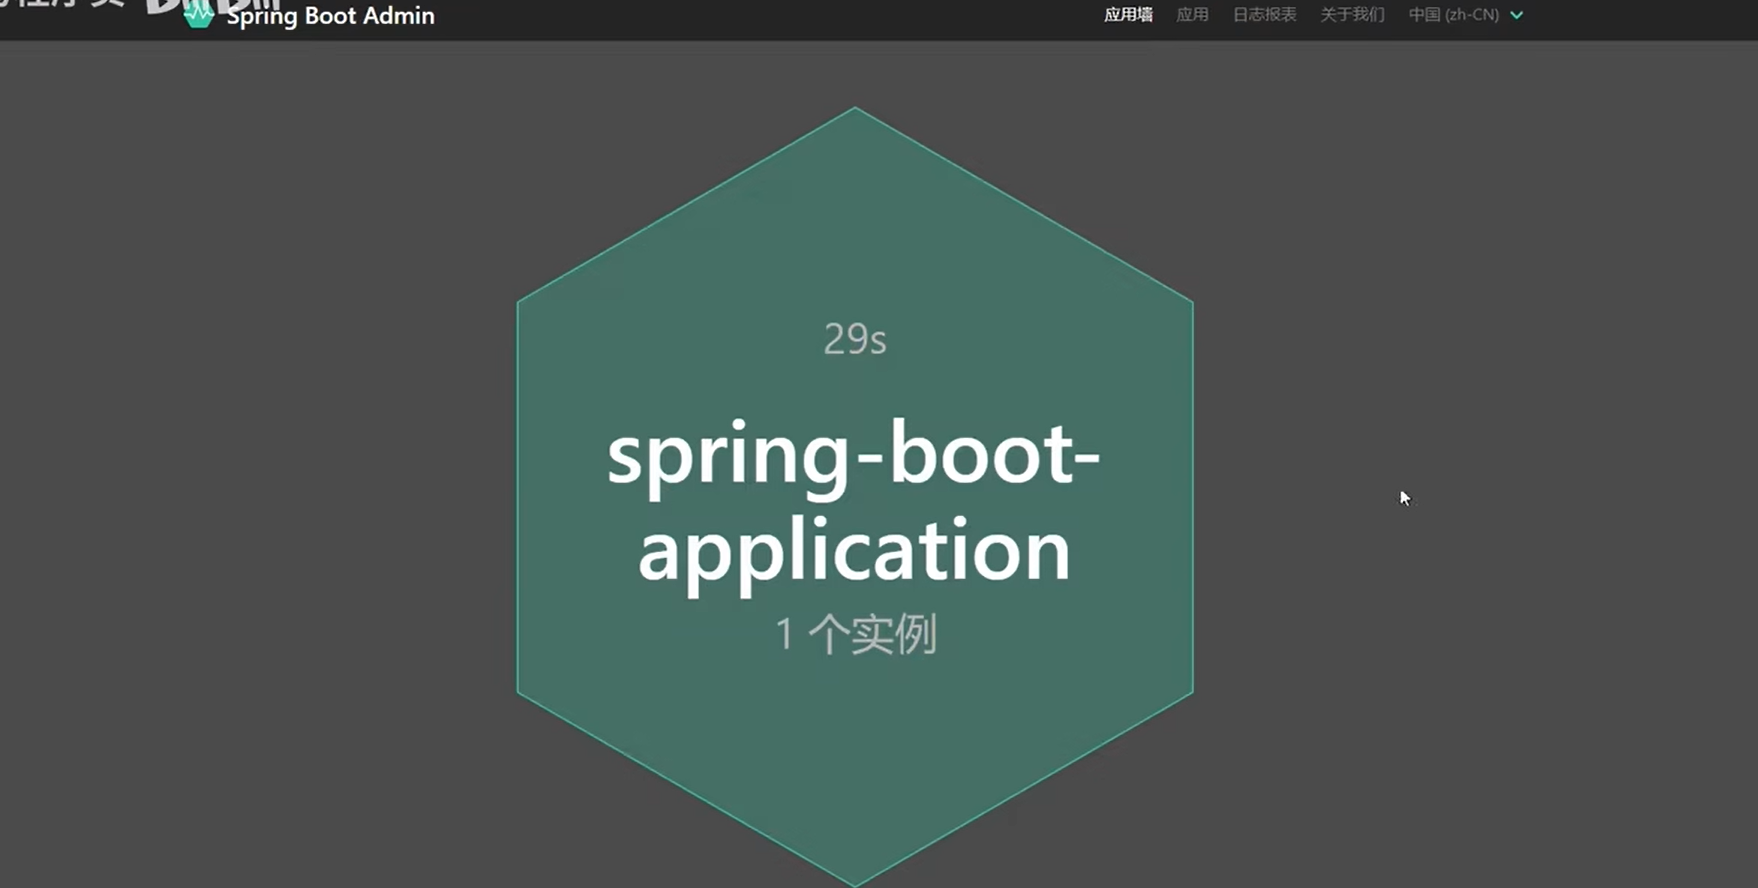 Spring Boot Admin
应用墙 应用 日志报表 关于我们 中国 (zh-CN)
29s
spring-boot-
application
1 个实例